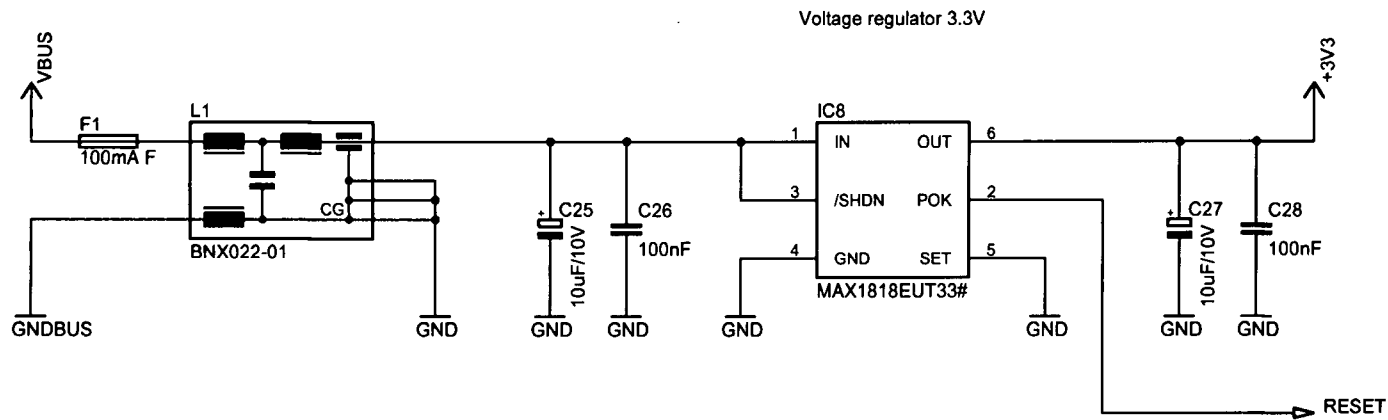 Voltage regulator 3.3V
VBUS
+3V3
F1
100mA F
L1
CG
BNX022-01
IC8
1
IN
OUT
6
3
/SHDN
POK
2
4
GND
SET
5
MAX1818EUT33#
+
C25
10uF/10V
C26
100nF
+
C27
10uF/10V
C28
100nF
GNDBUS
GND
GND
GND
GND
GND
GND
GND
RESET